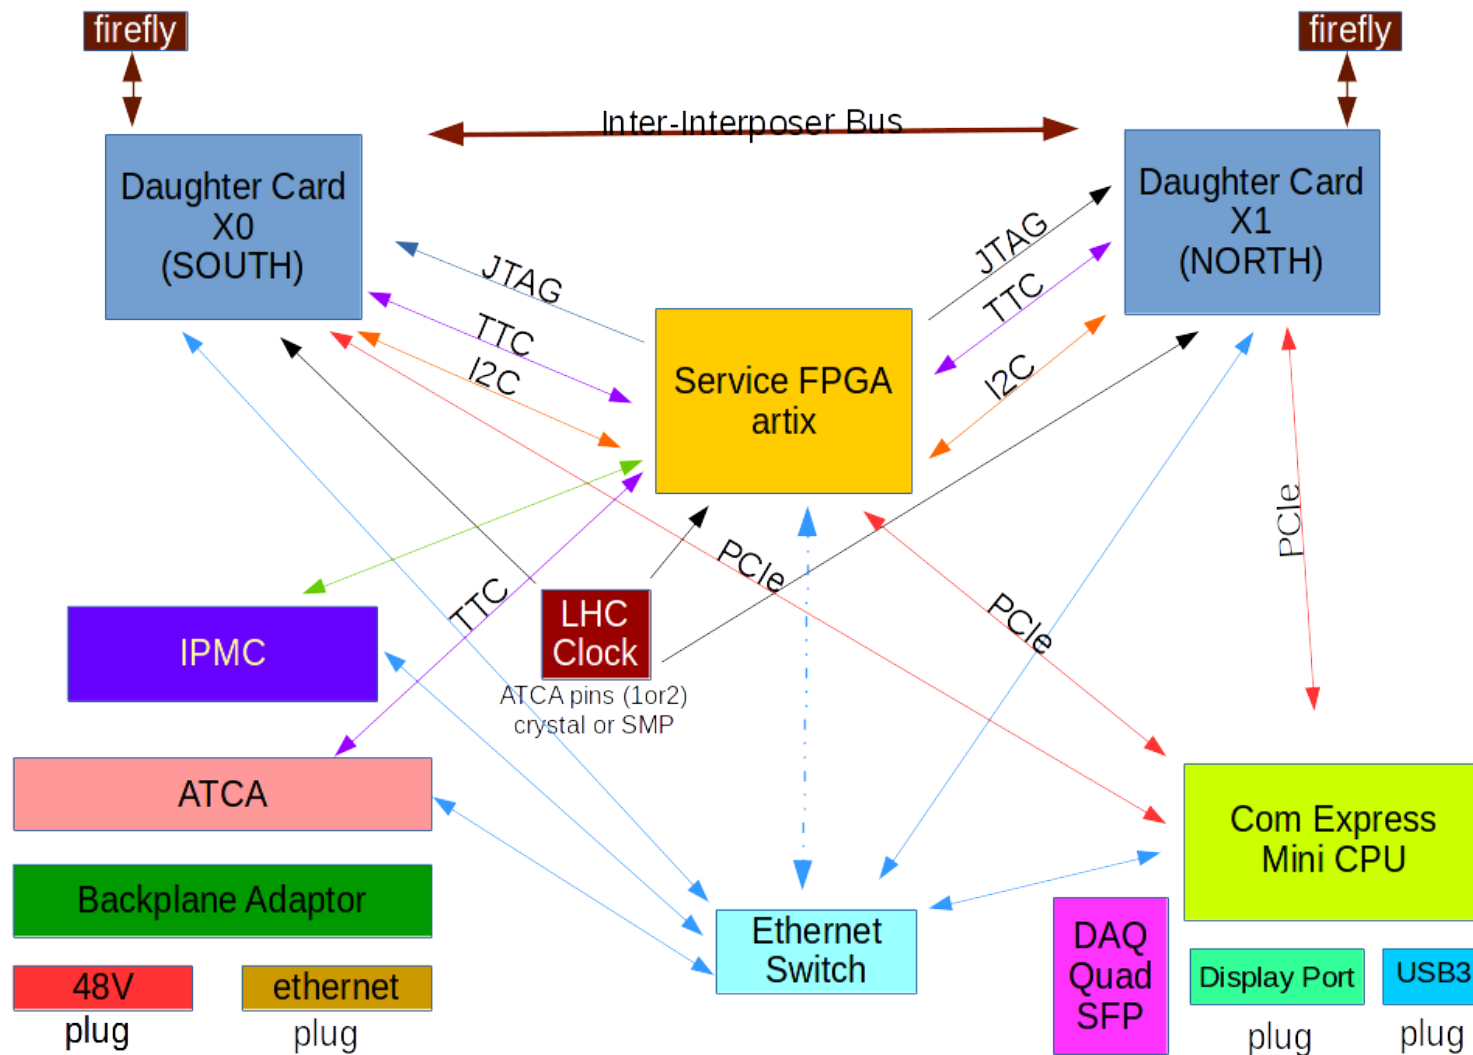 firefly
firefly
Inter-Interposer Bus
Daughter Card
X0
(SOUTH)
Daughter Card
X1
(NORTH)
JTAG
JTAG
TTC
TTC
I2C
I2C
Service FPGA
artix
PCIe
PCIe
PCIe
TTC
LHC
Clock
ATCA pins (1or2)
crystal or SMP
IPMC
ATCA
Backplane Adaptor
48V
plug
ethernet
plug
Ethernet
Switch
Com Express
Mini CPU
DAQ
Quad
SFP
Display Port
plug
USB3
plug